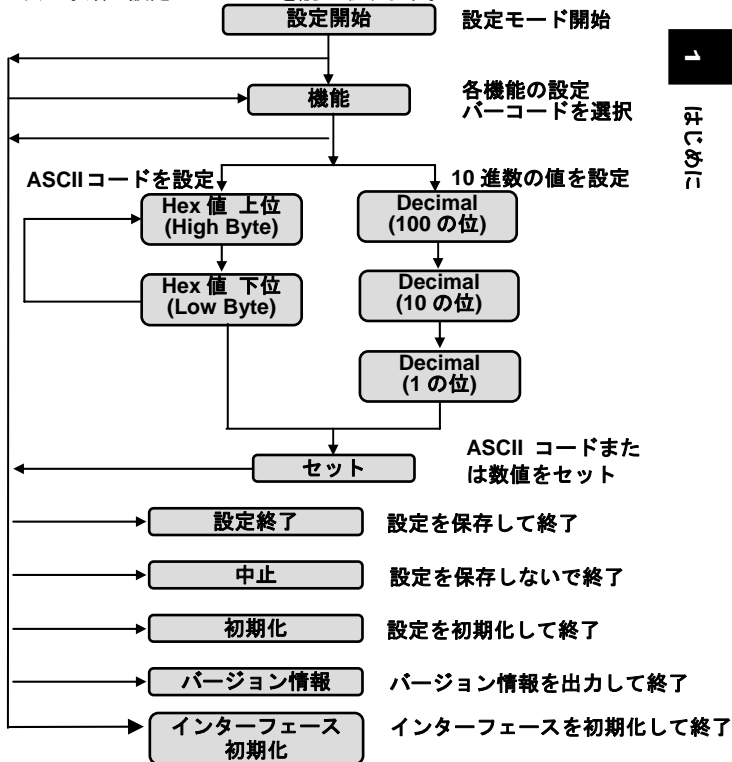 設定開始
設定モード開始
1
はじめに
機能
各機能の設定
バーコードを選択
ASCIIコードを設定
10 進数の値を設定
Hex 値 上位
(High Byte)
Decimal
(100 の位)
Hex 値 下位
(Low Byte)
Decimal
(10 の位)
Decimal
(1 の位)
ASCII コードまた
は数値をセット
セット
設定終了
設定を保存して終了
中止
設定を保存しないで終了
初期化
設定を初期化して終了
バージョン情報
バージョン情報を出力して終了
インターフェース
初期化
インターフェースを初期化して終了